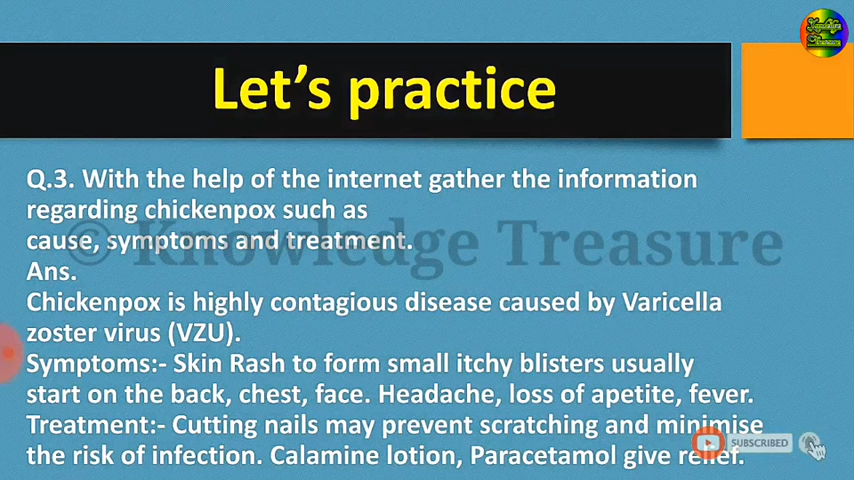 Knowledge
Treasure
Let's practice
Q.3. With the help of the internet gather the information
regarding chickenpox such as
cause, symptoms and treatment.
© Knowledge Treasure
Ans.
Chickenpox is highly contagious disease caused by Varicella
zoster virus (VZU).
Symptoms:- Skin Rash to form small itchy blisters usually
start on the back, chest, face. Headache, loss of apetite, fever.
Treatment:- Cutting nails may prevent scratching and minimise
the risk of infection. Calamine lotion, Paracetamol give relief.
SUBSCRIBED